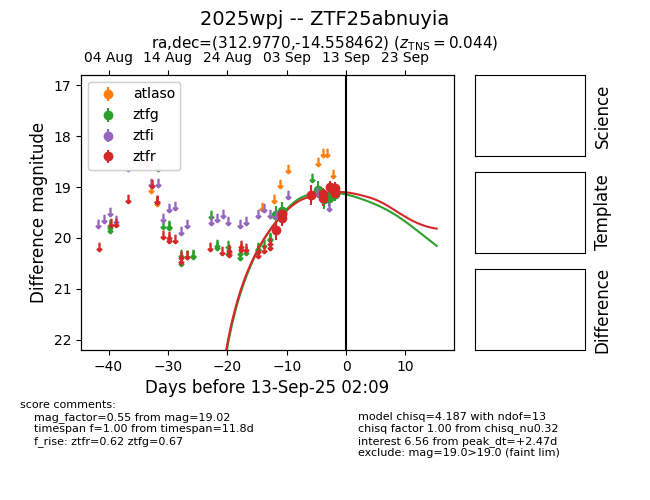 2025wpj -- ZTF25abnuyia
ra,dec=(312.9770,-14.558462) (z_TNS = 0.044)
04 Aug 14 Aug 24 Aug 03 Sep 13 Sep 23 Sep
atlaso
ztfg
ztfi
ztfr
17
18
19
20
21
22
Difference magnitude
−40 −30 −20 −10 0 10
Days before 13-Sep-25 02:09
Science
Template
Difference
score comments:
mag_factor=0.55 from mag=19.02
timespan f=1.00 from timespan=11.8d
f_rise: ztfr=0.62 ztfg=0.67
model chisq=4.187 with ndof=13
chisq factor 1.00 from chisq_nu0.32
interest 6.56 from peak_dt=+2.47d
exclude: mag=19.0>19.0 (faint lim)